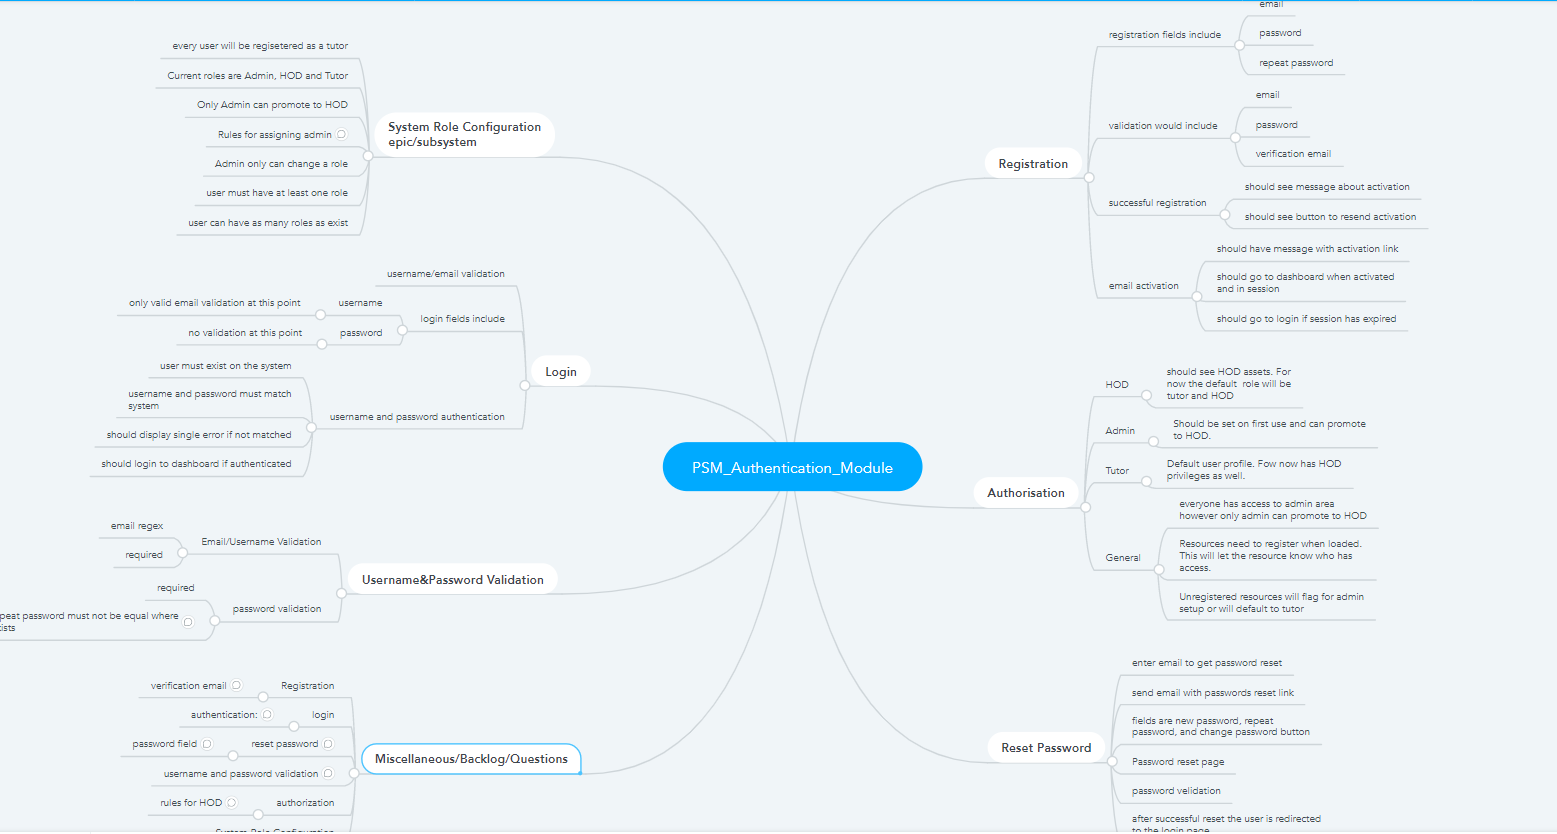 every user will be regisetered as a tutor
Current roles are Admin, HOD and Tutor
Only Admin can promote to HOD
Rules for assigning admin
Admin only can change a role
user must have at least one role
user can have as many roles as exist
System Role Configuration
epic/subsystem
username/email validation
only valid email validation at this point
username
no validation at this point
password
login fields include
user must exist on the system
username and password must match
system
should display single error if not matched
should login to dashboard if authenticated
username and password authentication
Login
email regex
required
Email/Username Validation
required
peat password must not be equal where
password validation
Username&Password Validation
verification email
Registration
authentication:
login
password field
reset password
username and password validation
rules for HOD
authorization
System Role Configuration
Miscellaneous/Backlog/Questions
PSM_Authentication_Module
Registration
registration fields include
email
password
repeat password
validation would include
email
password
verification email
successful registration
should see message about activation
should see button to resend activation
email activation
should have message with activation link
should go to dashboard when activated
and in session
should go to login if session has expired
Authorisation
HOD
should see HOD assets. For
now the default  role will be
tutor and HOD
Admin
Should be set on first use and can promote
to HOD.
Tutor
Default user profile. Fow now has HOD
privileges as well.
General
everyone has access to admin area
however only admin can promote to HOD
Resources need to register when loaded.
This will let the resource know who has
access.
Unregistered resources will flag for admin
setup or will default to tutor
Reset Password
enter email to get password reset
send email with passwords reset link
fields are new password, repeat
password, and change password button
Password reset page
password velidation
after successful reset the user is redirected
to the login page